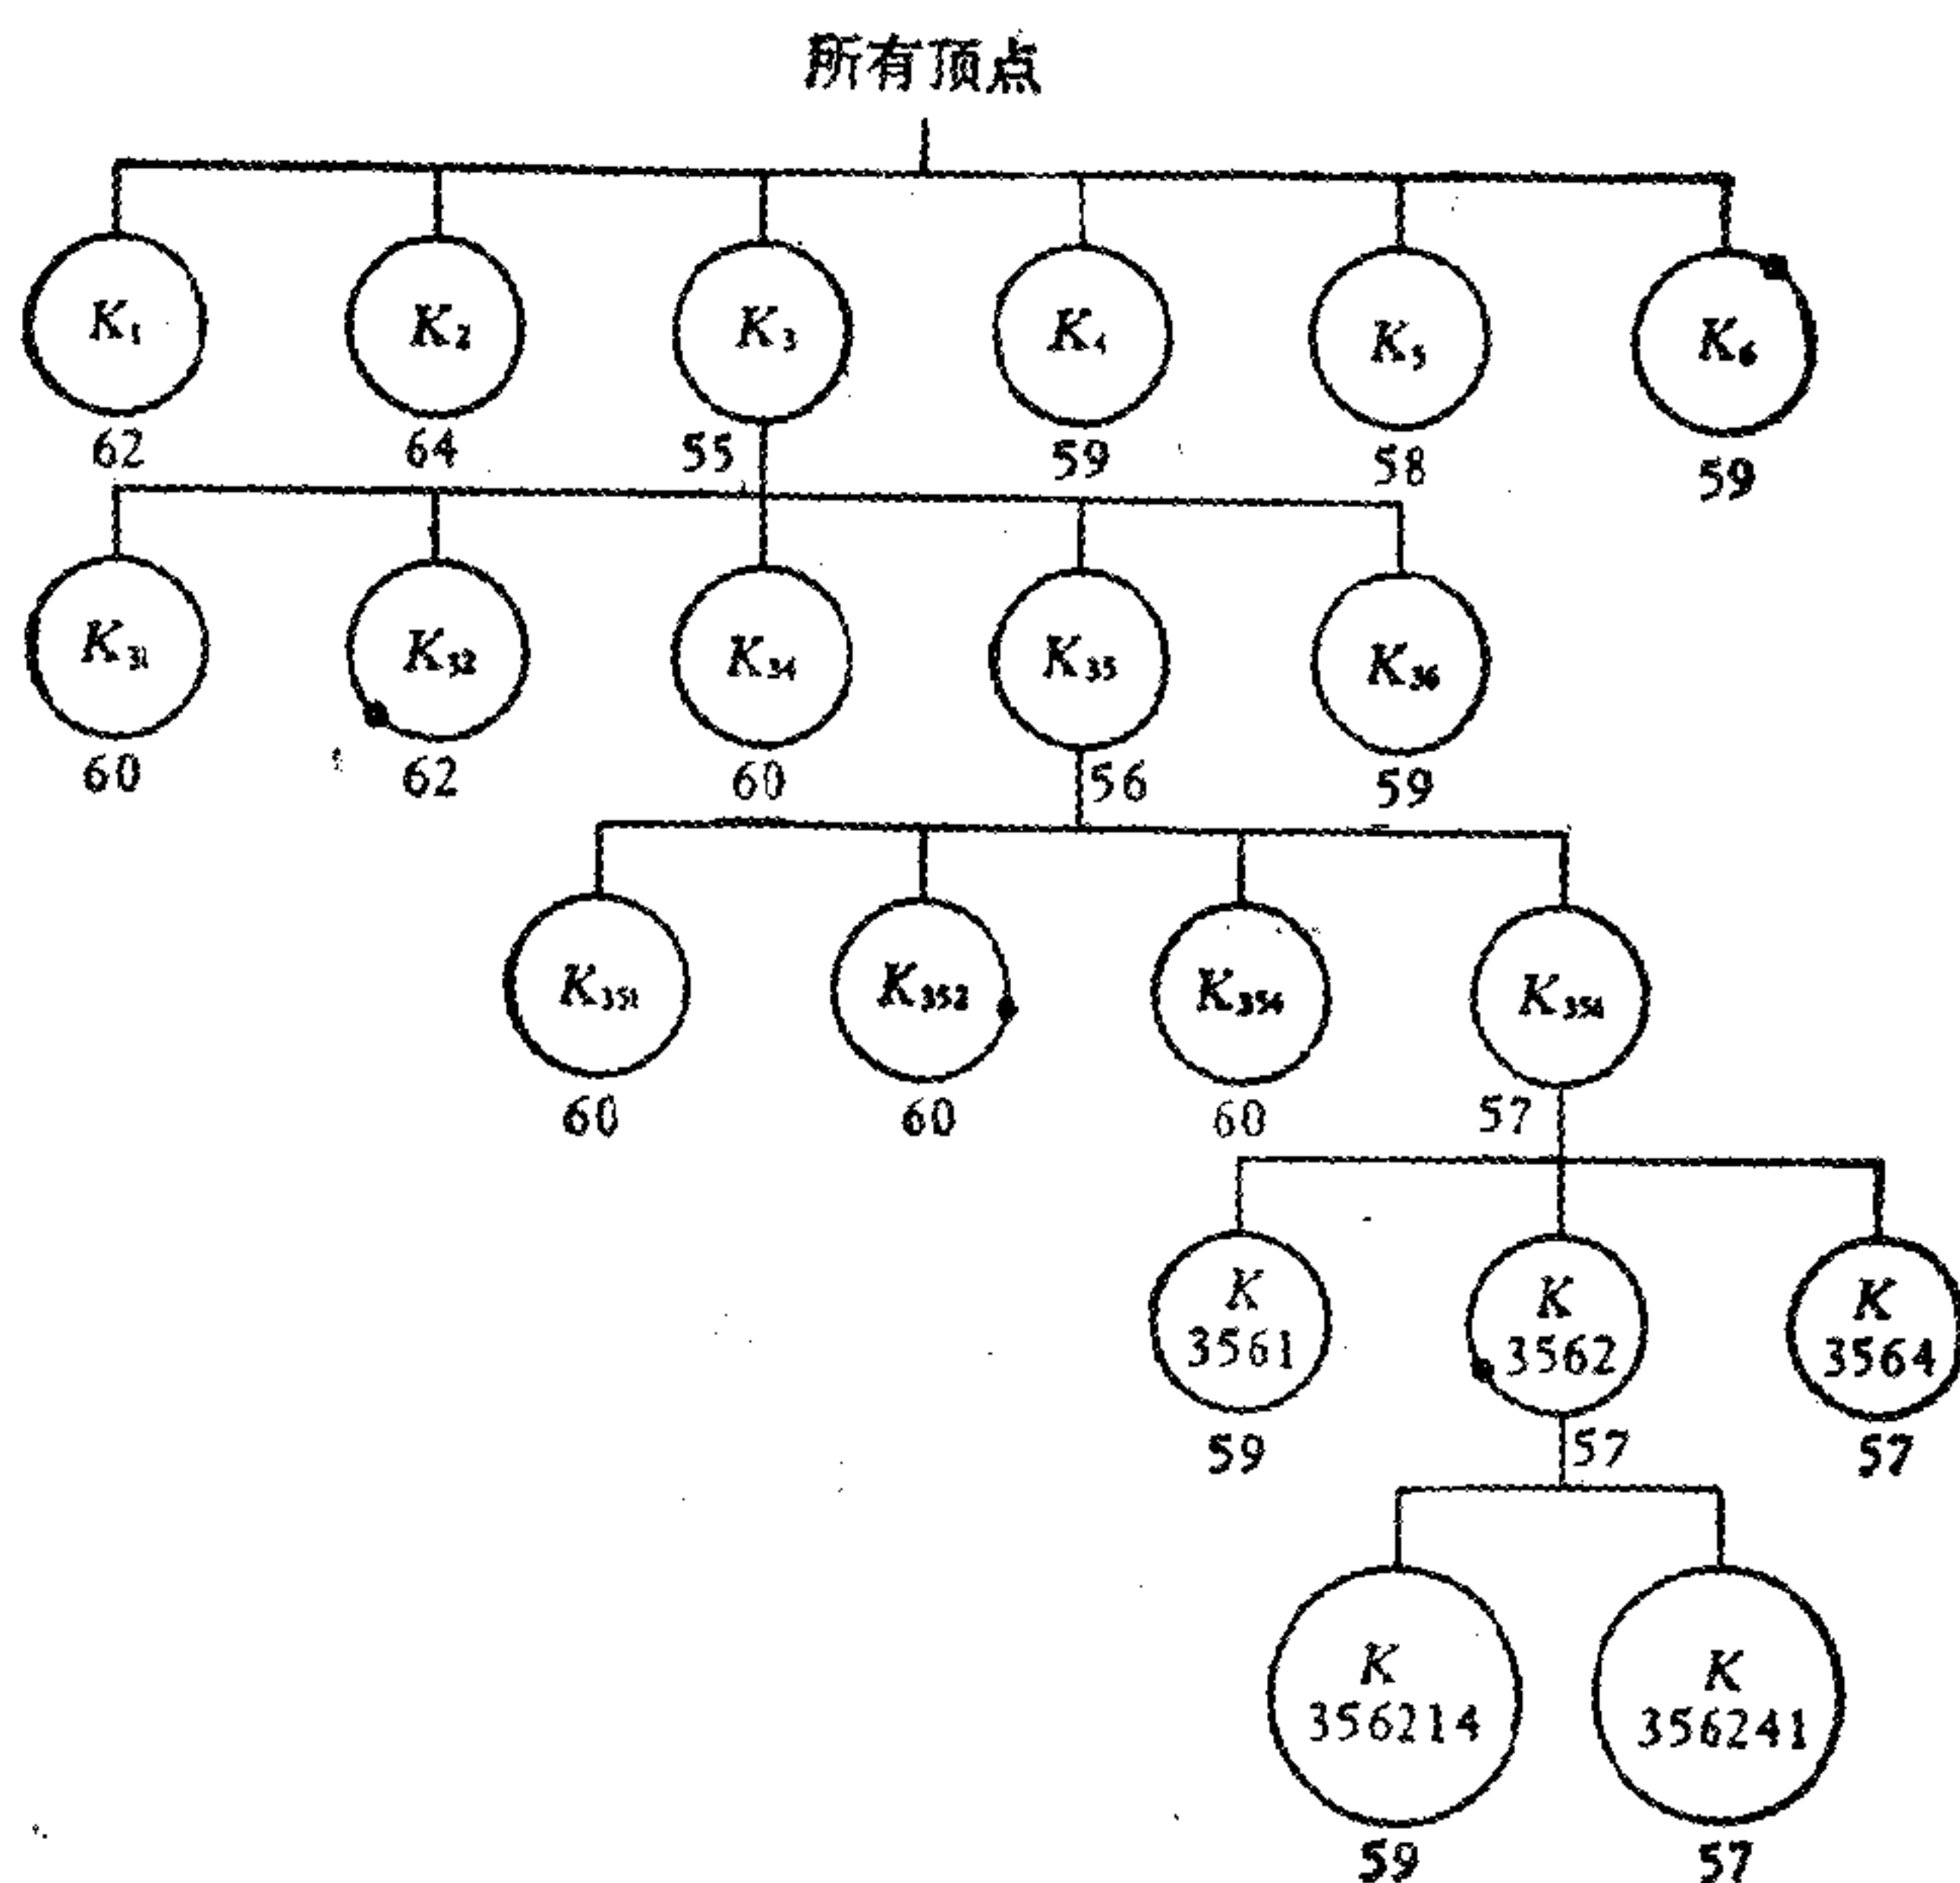 所有顶点
K₁ K₂ K₃ K₄ K₅ K₆
62 64 55 59 58 59
K₃₁ K₃₂ K₃₄ K₃₅ K₃₆
60 62 60 56 59
K₃₅₁ K₃₅₂ K₃₅₄
60 60 60 57
K K K
3561 3562 3564
59 57 57
K K
356214 356241
59 57